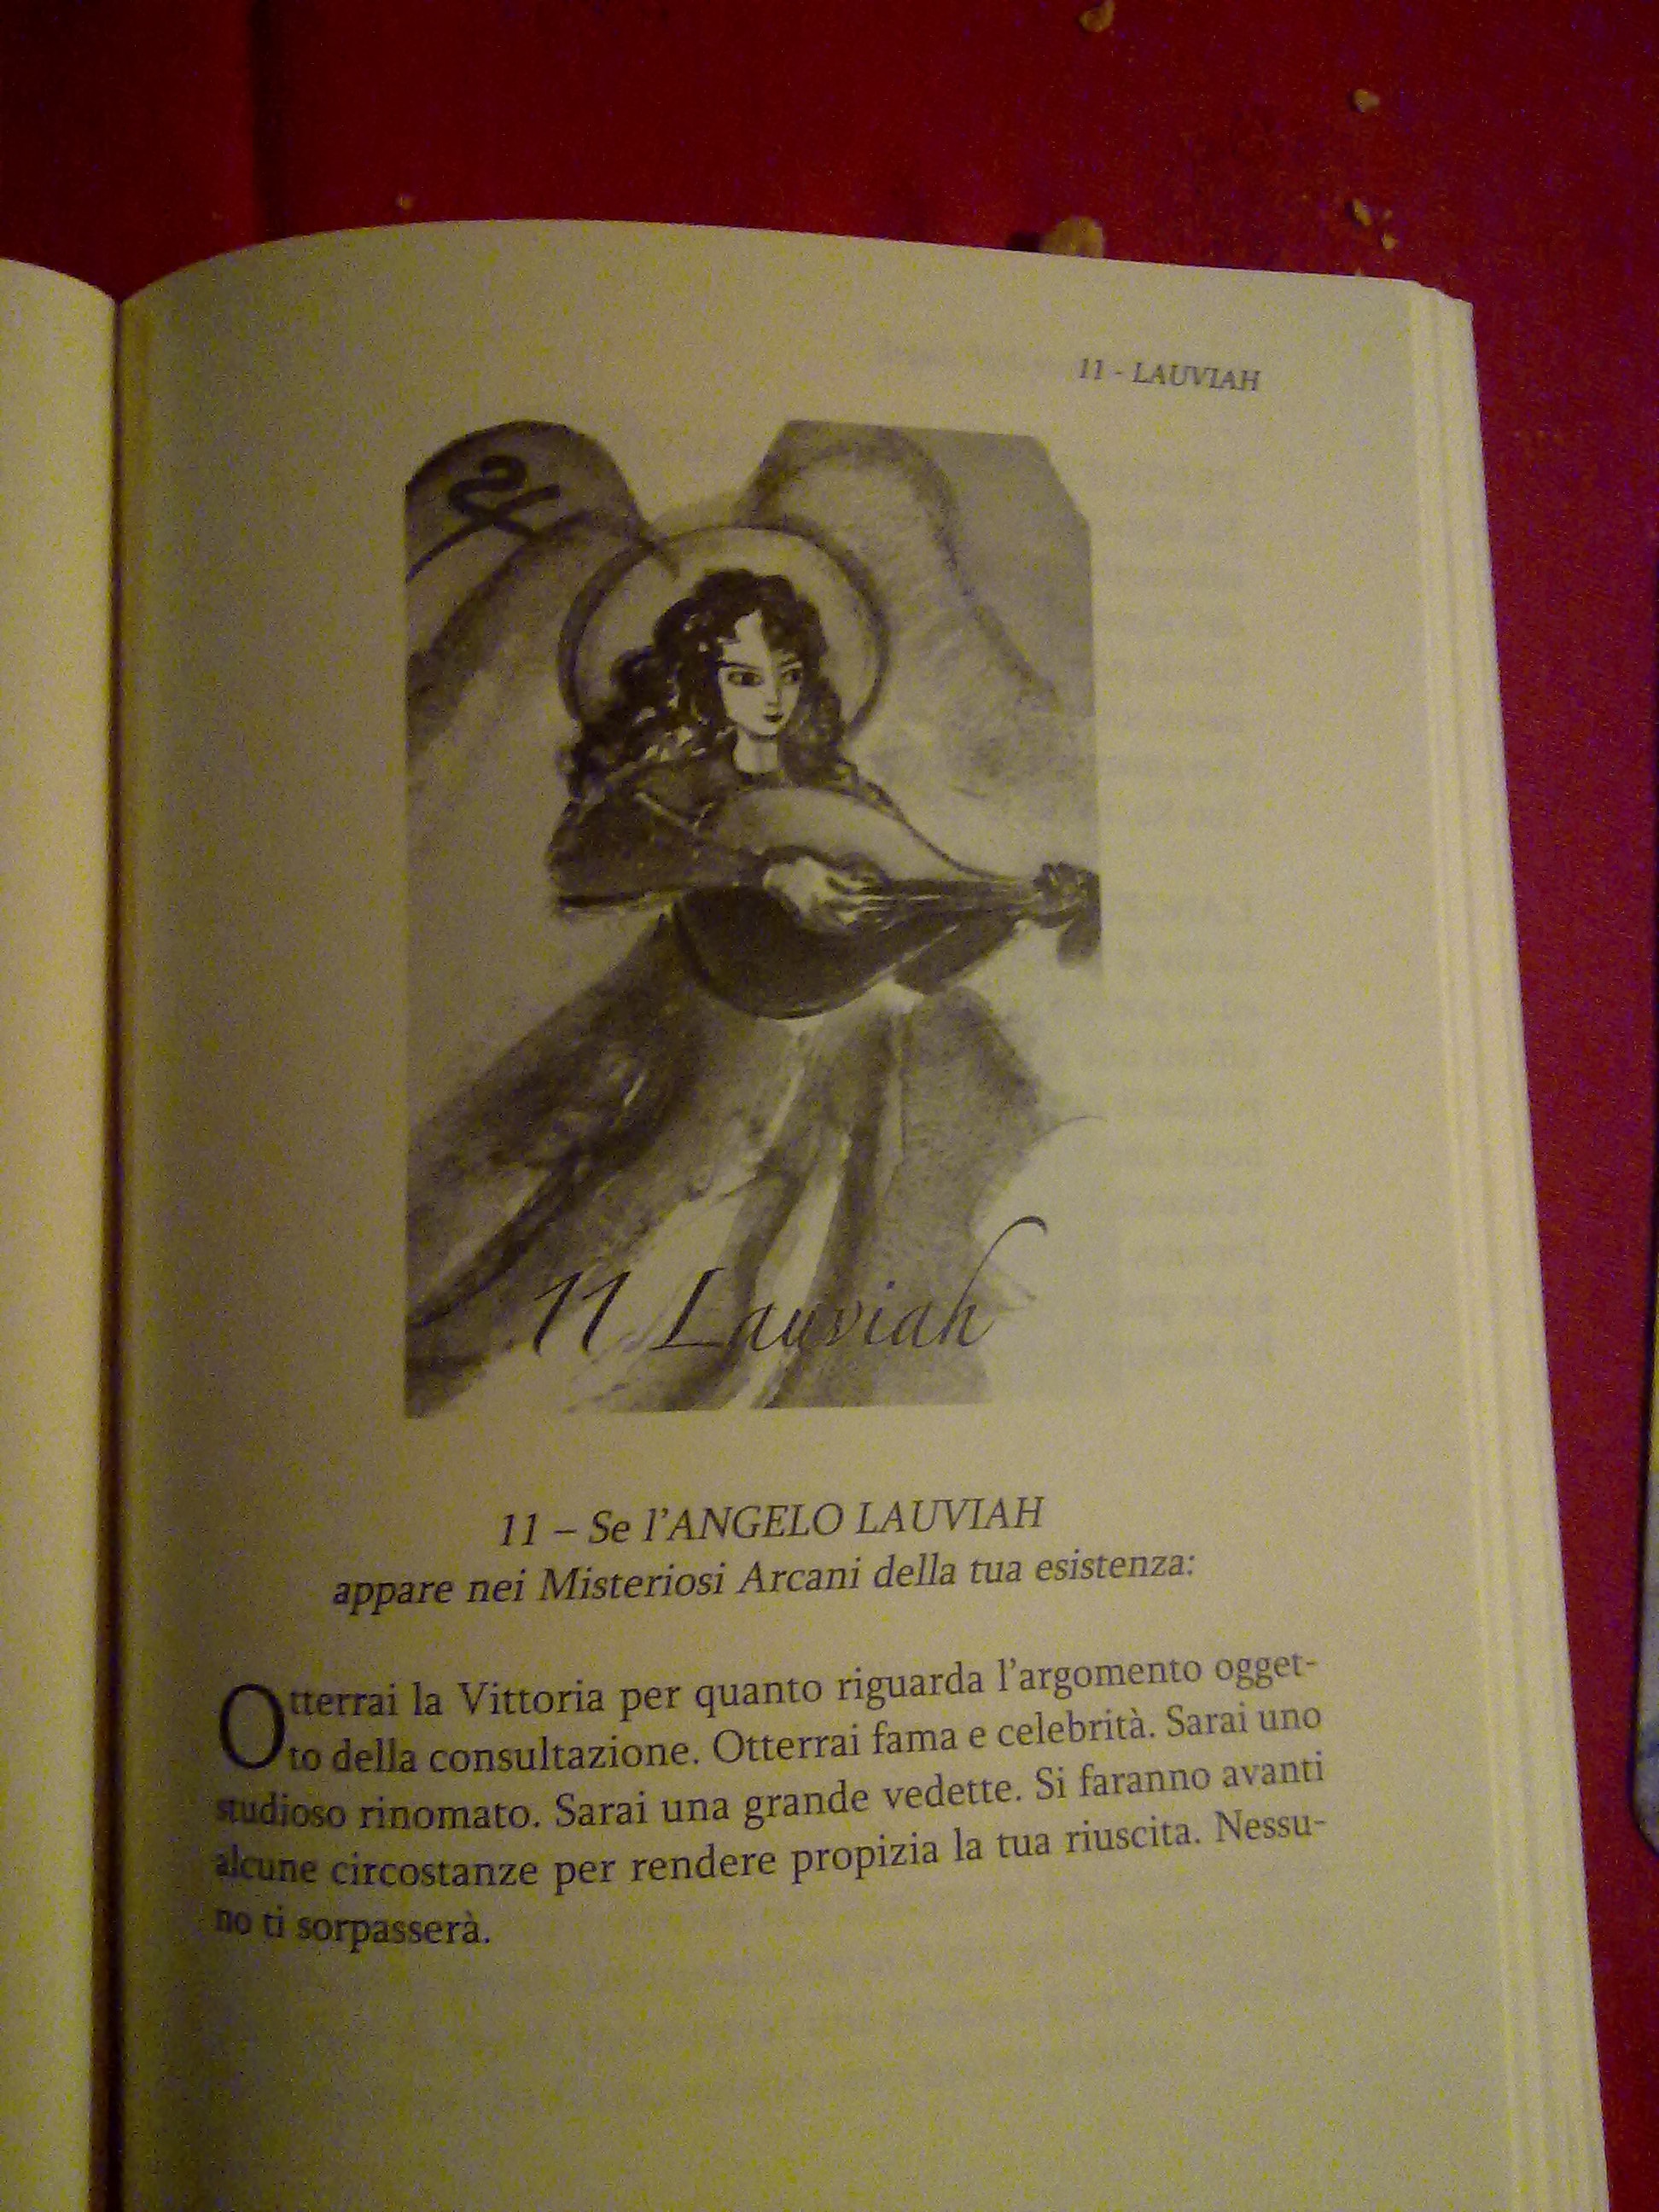 11 - LAUVIAH
11 Lauviah
11 – Se l'ANGELO LAUVIAH
appare nei Misteriosi Arcani della tua esistenza:
Otterrai la Vittoria per quanto riguarda l'argomento ogget-
to della consultazione. Otterrai fama e celebrità. Sarai uno
studioso rinomato. Sarai una grande vedette. Si faranno avanti
alcune circostanze per rendere propizia la tua riuscita. Nessu-
no ti sorpasserà.